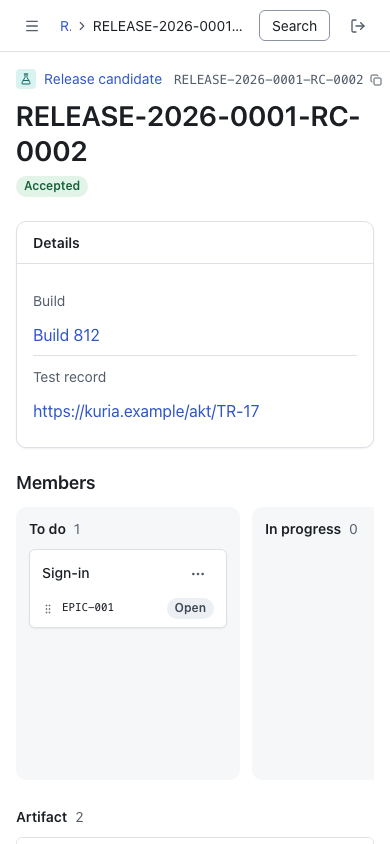 R. > RELEASE-2026-0001... Search
Release candidate RELEASE-2026-0001-RC-0002
RELEASE-2026-0001-RC-
0002
Accepted
Details
Build
Build 812
Test record
https://kuria.example/akt/TR-17
Members
To do 1 In progress 0
Sign-in ...
EPIC-001 Open
Artifact 2